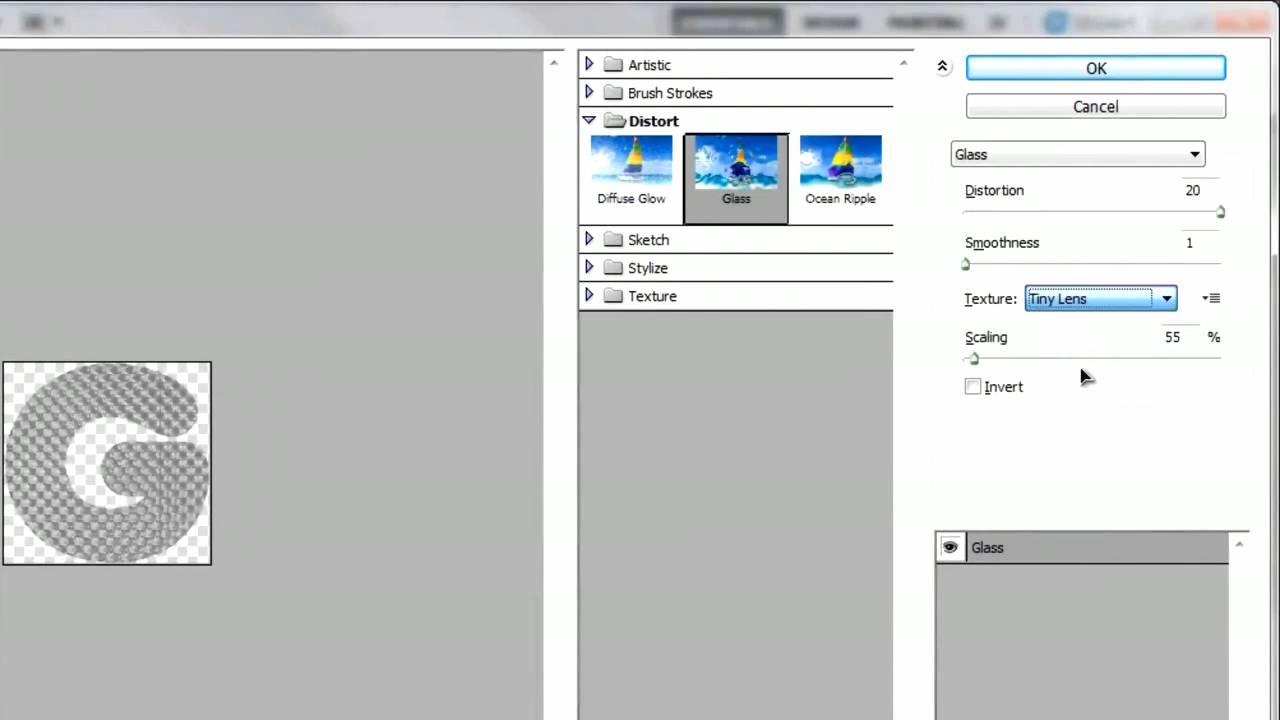 Artistic
Brush Strokes
Distort
Diffuse Glow
Glass
Ocean Ripple
Sketch
Stylize
Texture
OK
Cancel
Glass
Distortion 20
Smoothness 1
Texture: Tiny Lens
Scaling 55 %
Invert
Glass